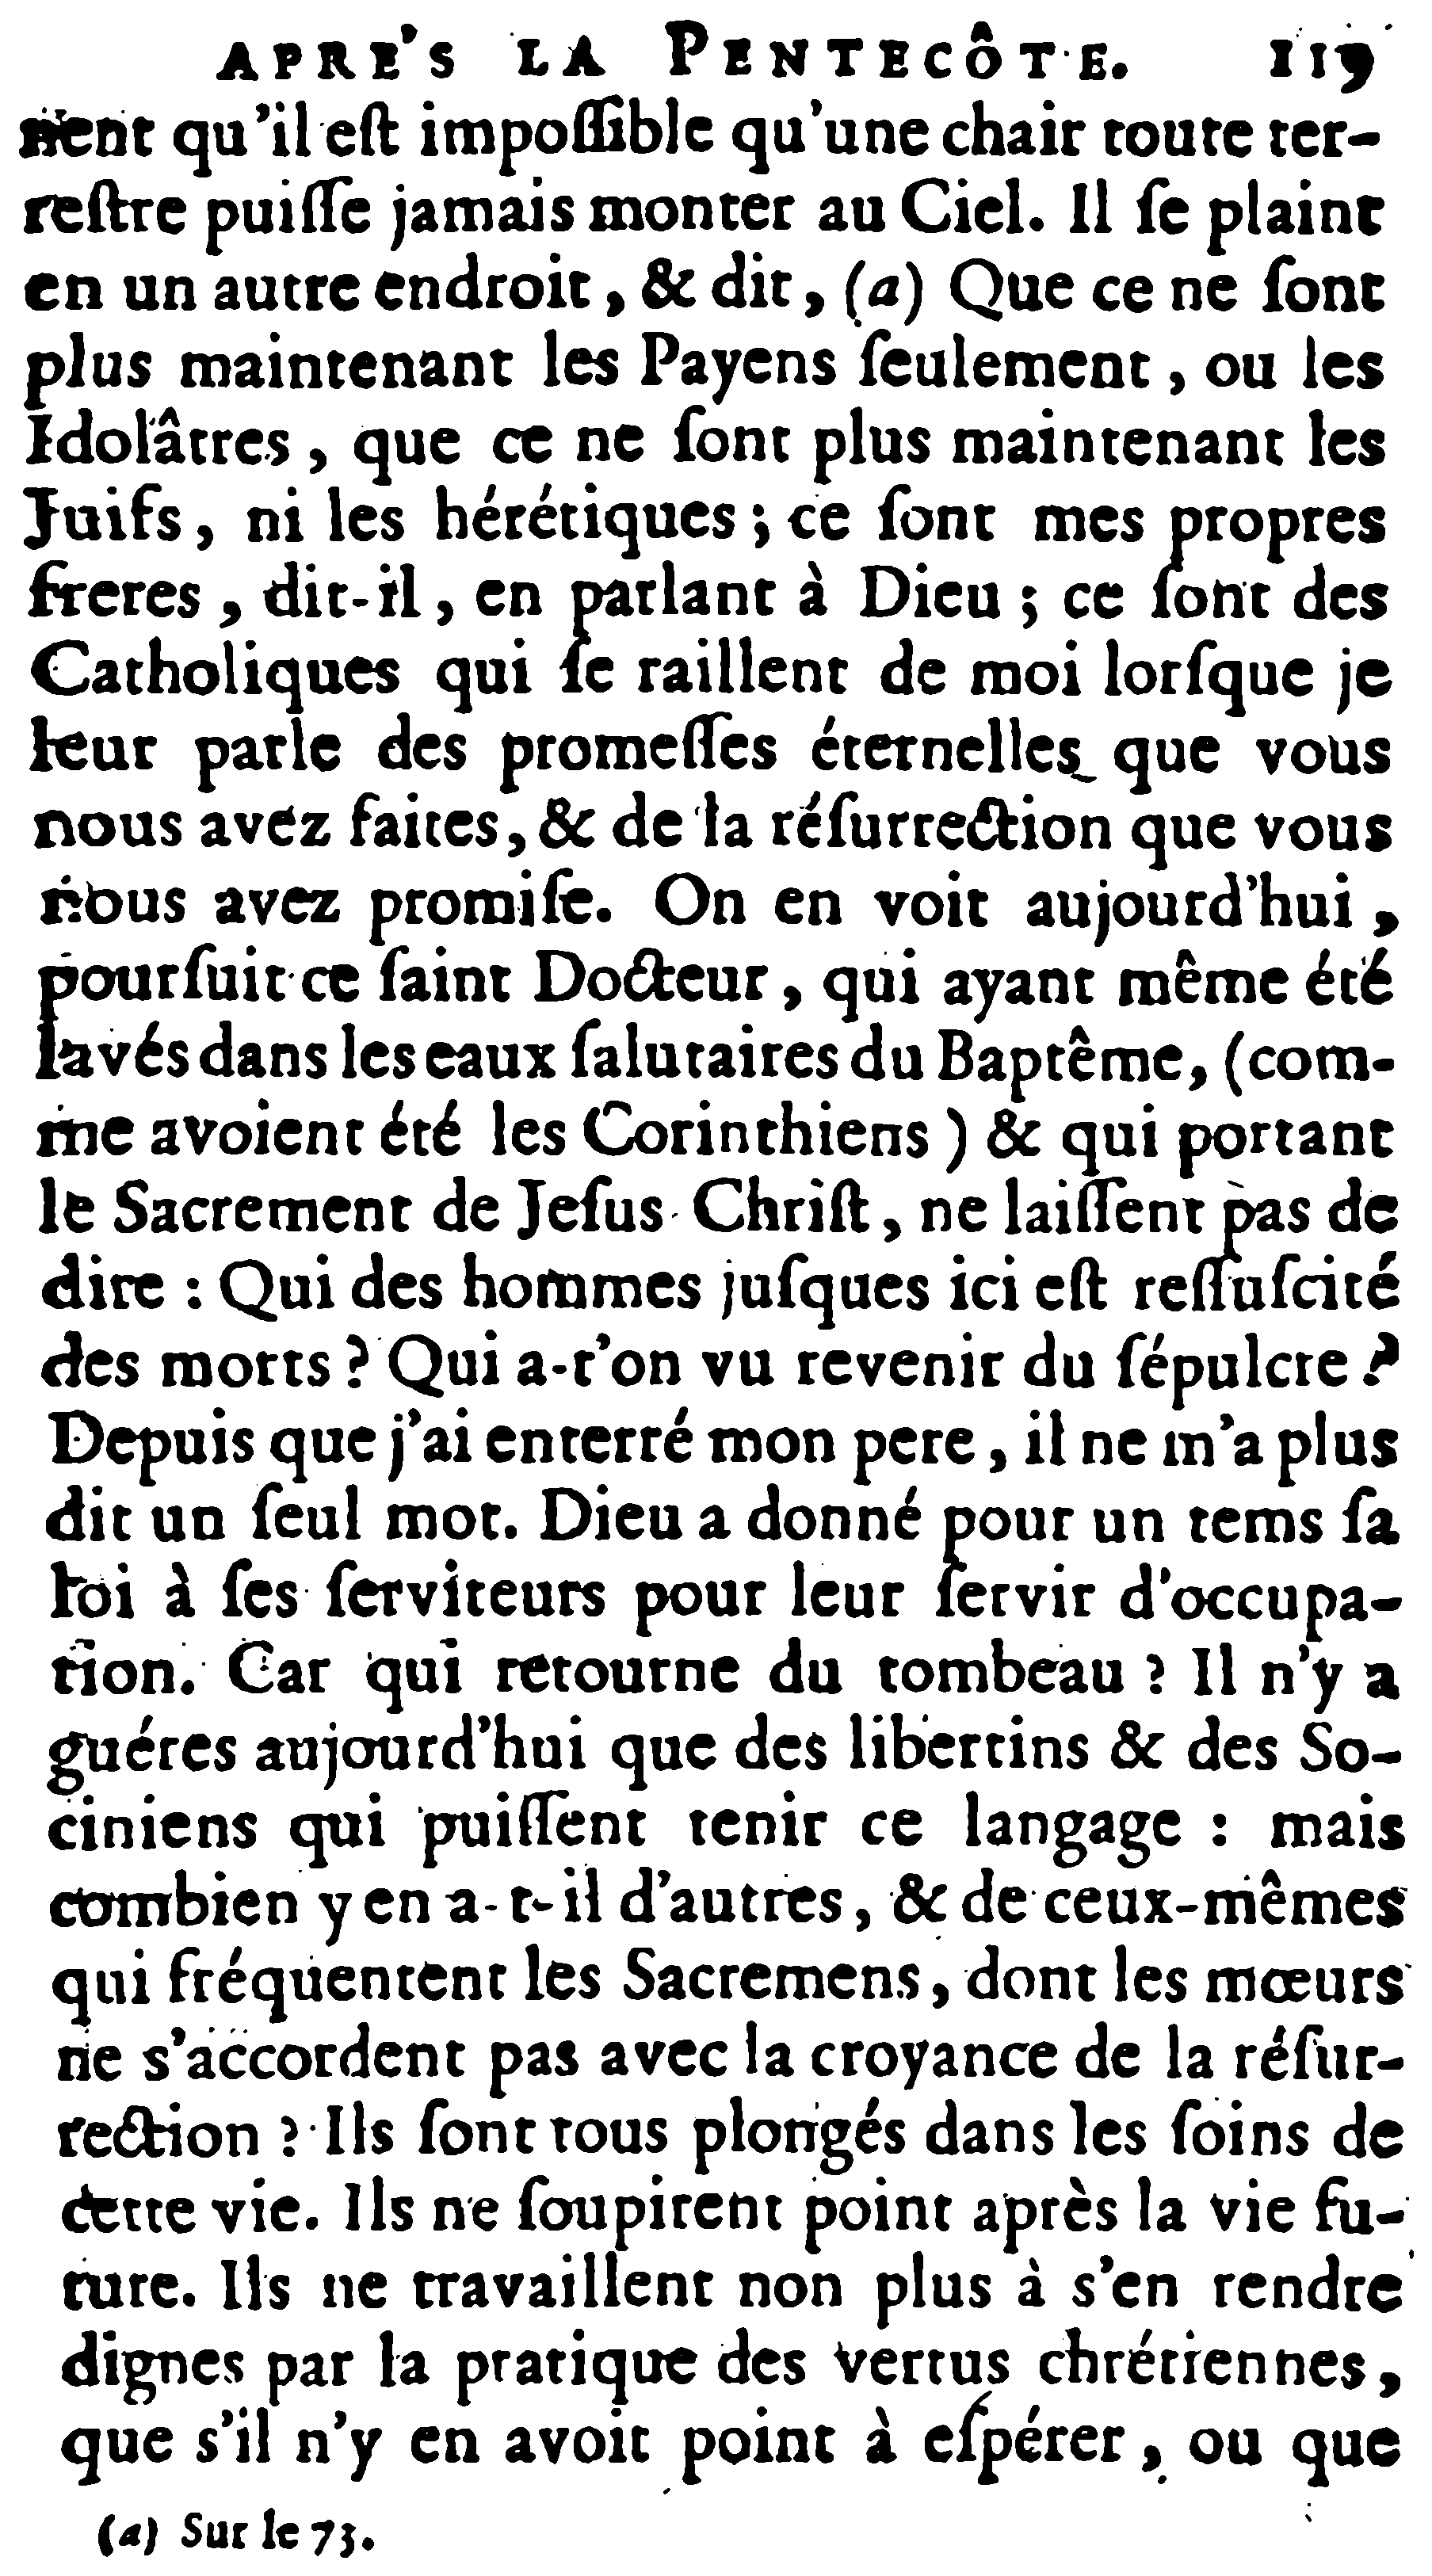 APRE'S LA PENTECÔTE. 119
nent qu'il eſt impoſſible qu'une chair toute ter-
reſtre puiſſe jamais monter au Ciel. Il ſe plaint
en un autre endroit, & dit, (a) Que ce ne ſont
plus maintenant les Payens ſeulement, ou les
Idolâtres, que ce ne ſont plus maintenant les
Juifs, ni les hérétiques; ce ſont mes propres
freres, dit-il, en parlant à Dieu; ce ſont des
Catholiques qui ſe raillent de moi lorſque je
leur parle des promeſſes éternelles que vous
nous avez faites, & de la réſurrection que vous
nous avez promiſe. On en voit aujourd'hui,
pourſuit ce ſaint Docteur, qui ayant même été
lavés dans les eaux ſalutaires du Baptême, (com-
me avoient été les Corinthiens) & qui portant
le Sacrement de Jeſus Chriſt, ne laiſſent pas de
dire : Qui des hommes juſques ici eſt reſſuſcité
des morts ? Qui a-t'on vu revenir du ſépulcre ?
Depuis que j'ai enterré mon pere, il ne m'a plus
dit un ſeul mot. Dieu a donné pour un tems ſa
loi à ſes ſerviteurs pour leur ſervir d'occupa-
tion. Car qui retourne du tombeau ? Il n'y a
guéres aujourd'hui que des libertins & des So-
ciniens qui puiſſent tenir ce langage : mais
combien y en a-t-il d'autres, & de ceux-mêmes
qui fréquentent les Sacremens, dont les mœurs
ne s'accordent pas avec la croyance de la réſur-
rection ? Ils ſont tous plongés dans les ſoins de
cette vie. Ils ne ſoupirent point après la vie fu-
ture. Ils ne travaillent non plus à s'en rendre
dignes par la pratique des vertus chrétiennes,
que s'il n'y en avoit point à eſpérer, ou que
(a) Sur le 73.